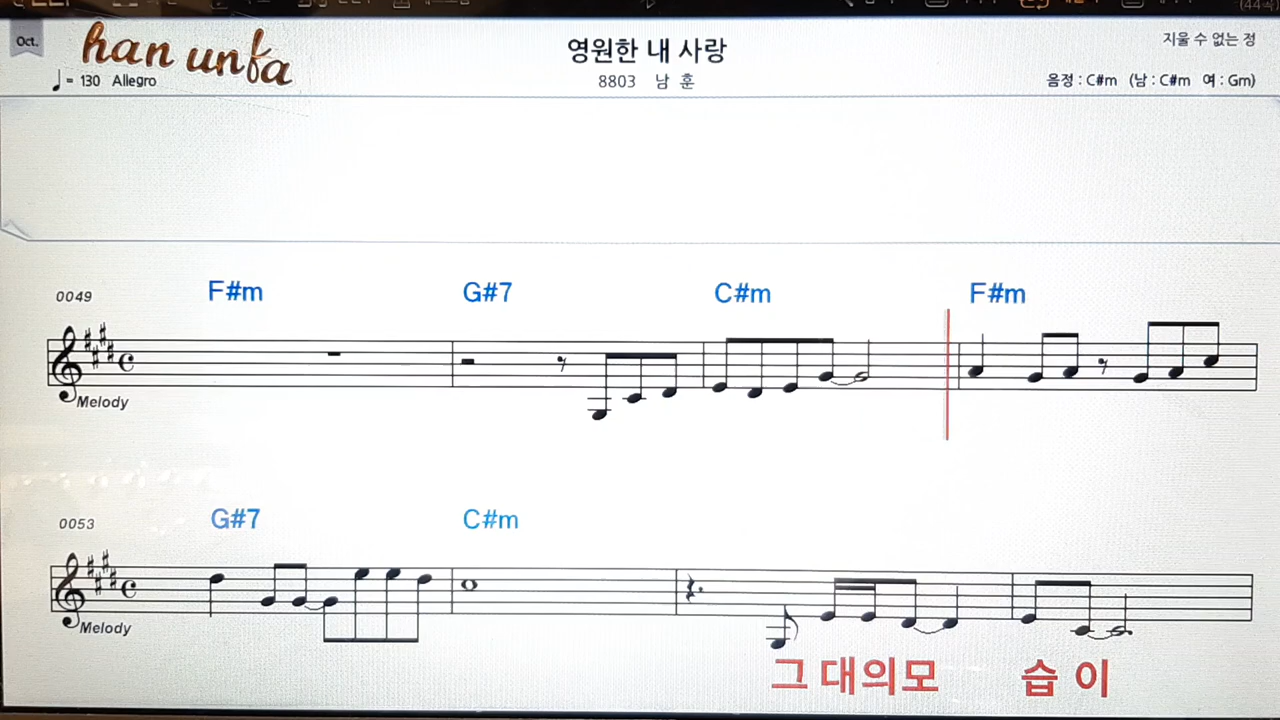 Oct.
han unfa
영원한 내 사랑
지울 수 없는 정
♩ = 130 Allegro
8803 남 훈
음정 : C#m (남 : C#m 여 : Gm)
0049
F#m G#7 C#m F#m
Melody
0053
G#7 C#m
Melody
그 대의모 습 이